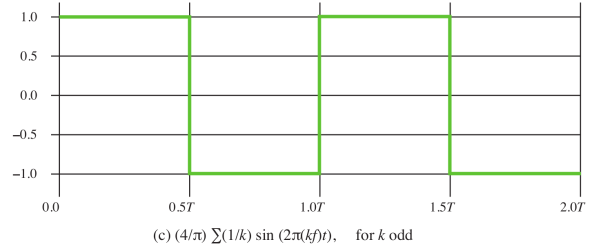 1.0
0.5
0.0
–0.5
–1.0
0.0 0.5T 1.0T 1.5T 2.0T
(c) (4/π) ∑(1/k) sin (2π(kf)t), for k odd